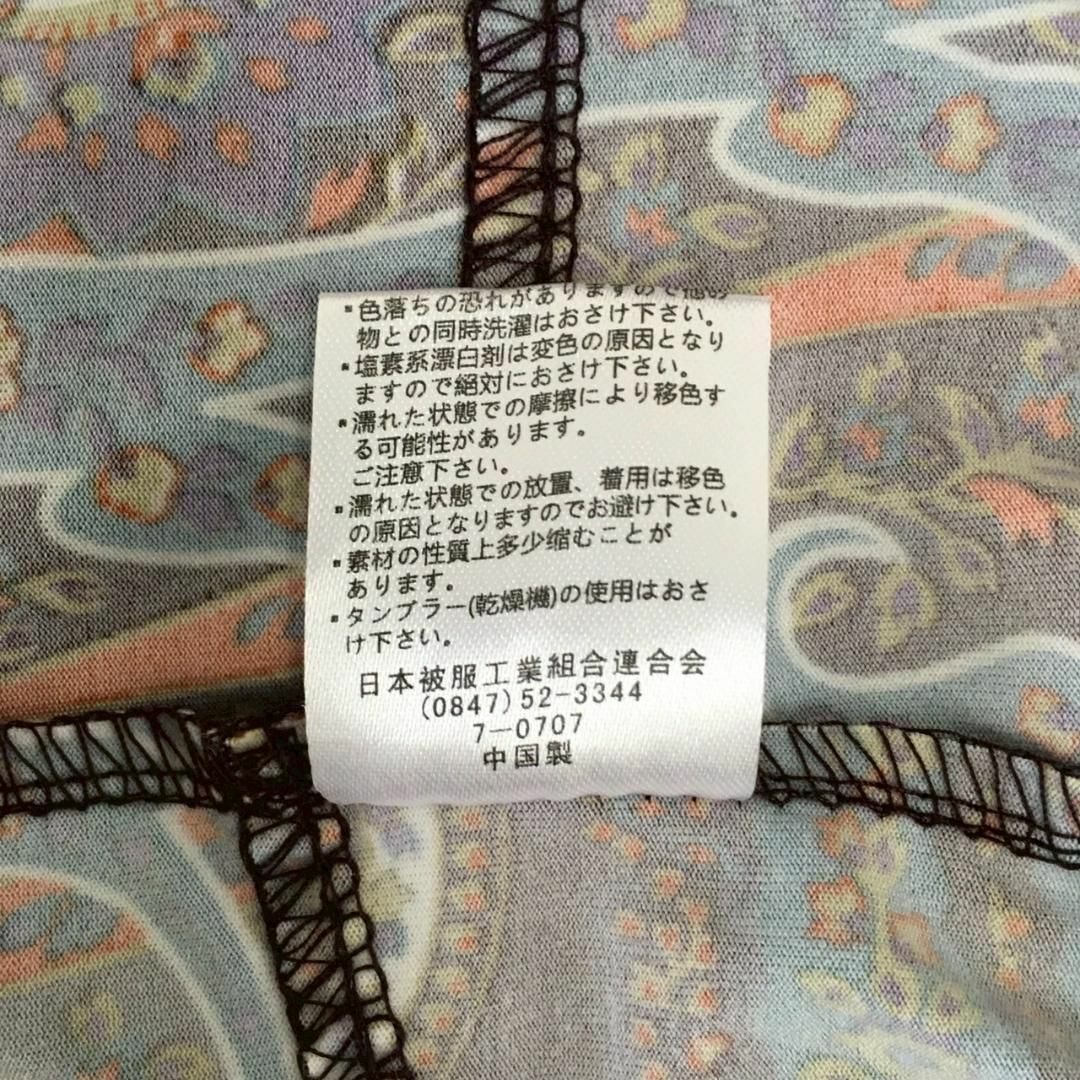 ・色落ちの恐れがありますので他の
物との同時洗濯はおさけ下さい。
・塩素系漂白剤は変色の原因となり
ますので絶対におさけ下さい。
・濡れた状態での摩擦により移色す
る可能性があります。
ご注意下さい。
・濡れた状態での放置、着用は移色
の原因となりますのでお避け下さい。
・素材の性質上多少縮むことが
あります。
・タンブラー(乾燥機)の使用はおさ
け下さい。
日本被服工業組合連合会
(0847)52-3344
7-0707
中国製